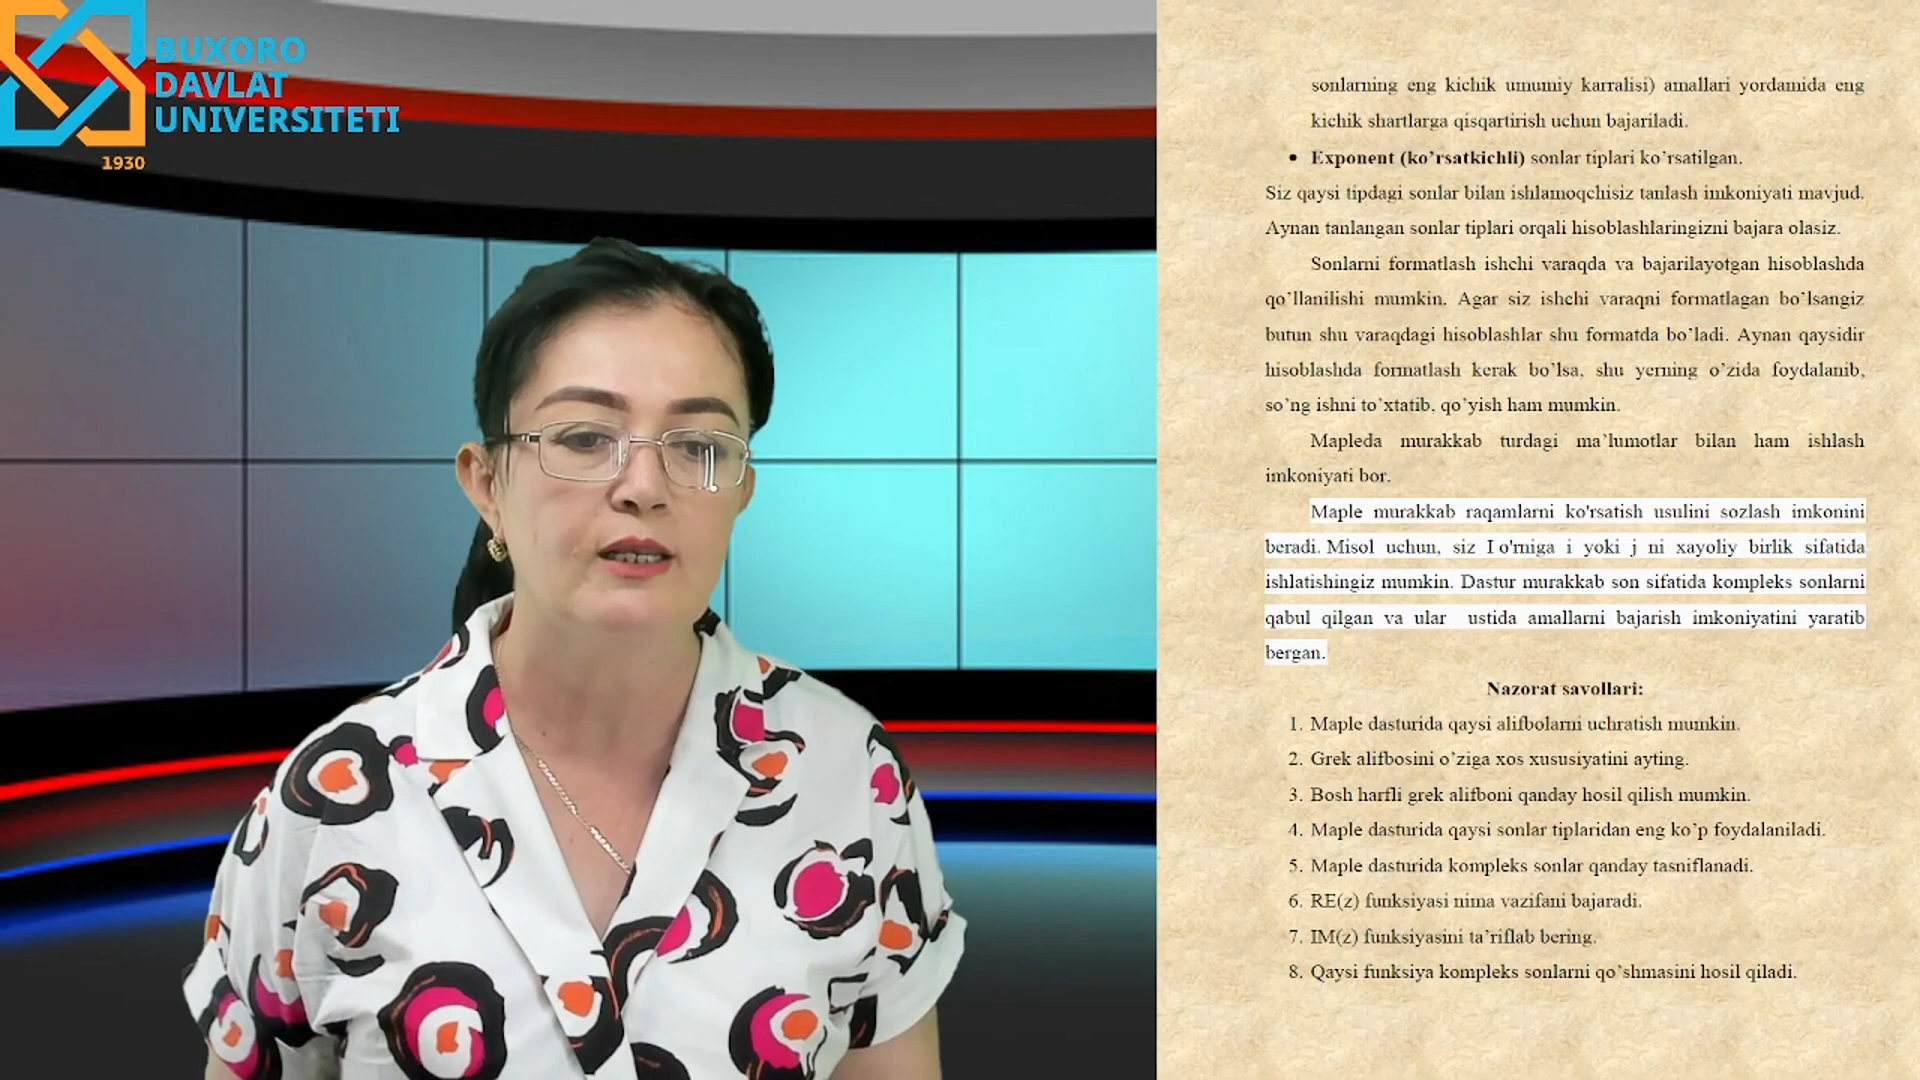 BUXORO
DAVLAT
UNIVERSITETI
1930
sonlarning eng kichik umumiy karralisi) amallari yordamida eng
kichik shartlarga qisqartirish uchun bajariladi.
• Exponent (ko’rsatkichli) sonlar tiplari ko’rsatilgan.
Siz qaysi tipdagi sonlar bilan ishlamoqchisiz tanlash imkoniyati mavjud.
Aynan tanlangan sonlar tiplari orqali hisoblashlaringizni bajara olasiz.
Sonlarni formatlash ishchi varaqda va bajarilayotgan hisoblashda
qo’llanilishi mumkin. Agar siz ishchi varaqni formatlagan bo’lsangiz
butun shu varaqdagi hisoblashlar shu formatda bo’ladi. Aynan qaysidir
hisoblashda formatlash kerak bo’lsa, shu yerning o’zida foydalanib,
so’ng ishni to’xtatib, qo’yish ham mumkin.
Mapleda murakkab turdagi ma’lumotlar bilan ham ishlash
imkoniyati bor.
Maple murakkab raqamlarni ko'rsatish usulini sozlash imkonini
beradi. Misol uchun, siz I o'rniga i yoki j ni xayoliy birlik sifatida
ishlatishingiz mumkin. Dastur murakkab son sifatida kompleks sonlarni
qabul qilgan va ular ustida amallarni bajarish imkoniyatini yaratib
bergan.
Nazorat savollari:
1. Maple dasturida qaysi alifbolarni uchratish mumkin.
2. Grek alifbosini o’ziga xos xususiyatini ayting.
3. Bosh harfli grek alifboni qanday hosil qilish mumkin.
4. Maple dasturida qaysi sonlar tiplaridan eng ko’p foydalaniladi.
5. Maple dasturida kompleks sonlar qanday tasniflanadi.
6. RE(z) funksiyasi nima vazifani bajaradi.
7. IM(z) funksiyasini ta’riflab bering.
8. Qaysi funksiya kompleks sonlarni qo’shmasini hosil qiladi.